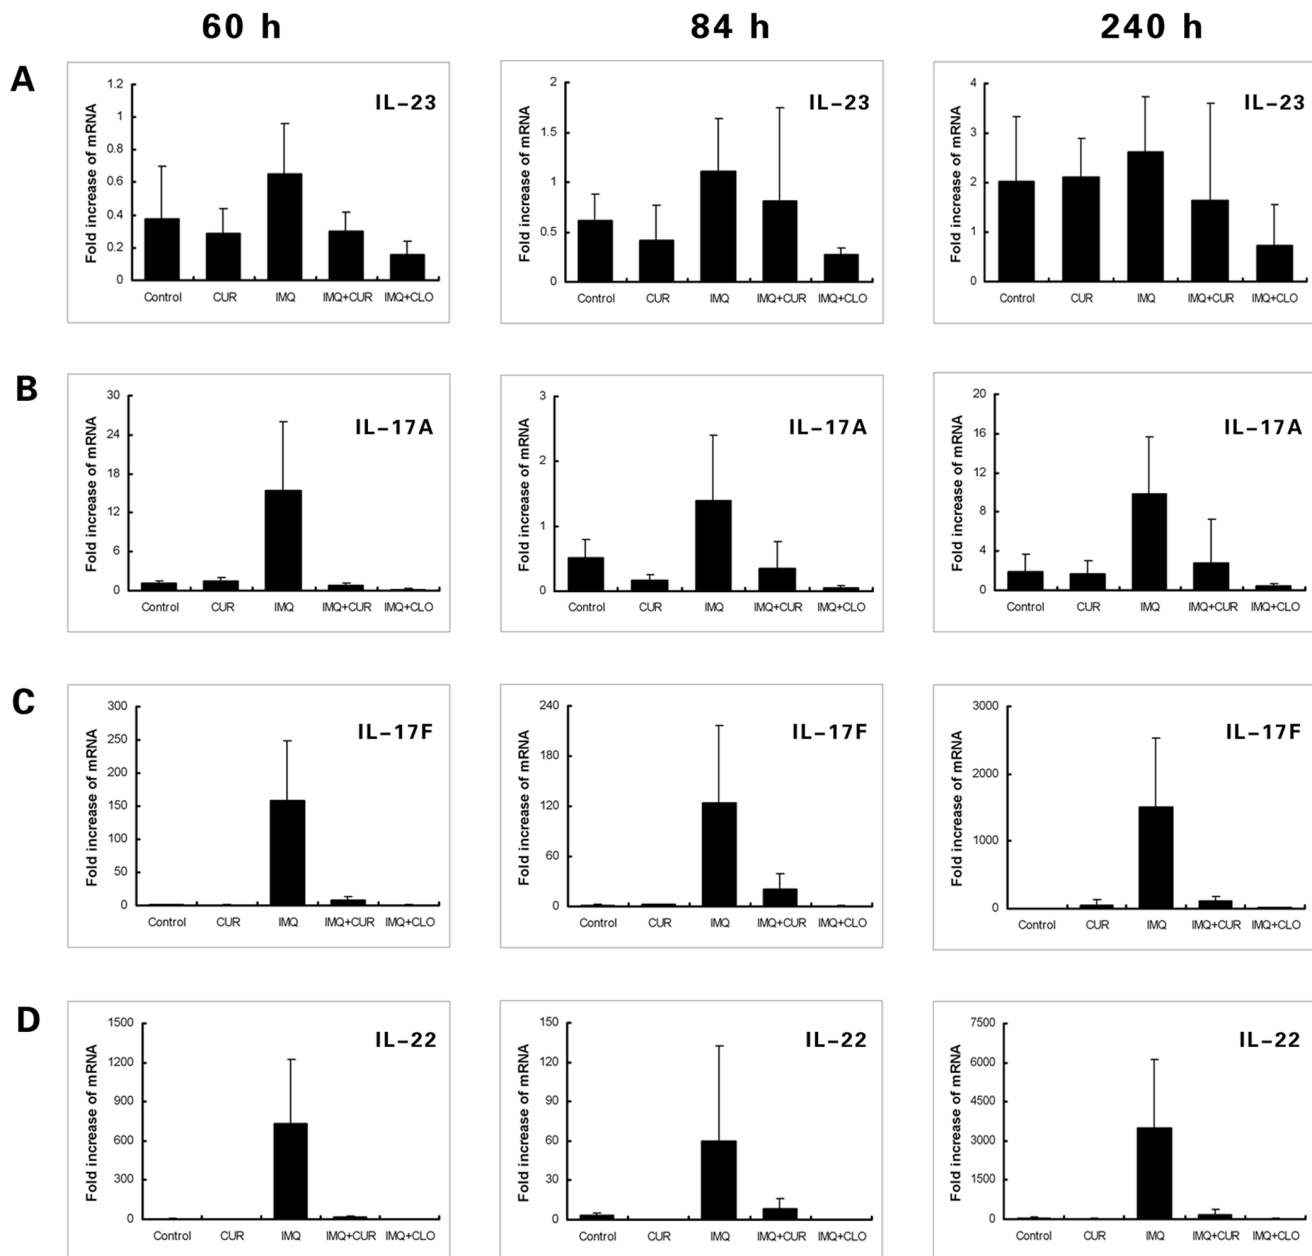 60 h 84 h 240 h
A
Fold increase of mRNA
IL-23
1.2
1
0.8
0.6
0.4
0.2
0
Control CUR IMQ IMQ+CUR IMQ+CLO
Fold increase of mRNA
IL-23
2
1.5
1
0.5
0
Control CUR IMQ IMQ+CUR IMQ+CLO
Fold increase of mRNA
IL-23
4
3
2
1
0
Control CUR IMQ IMQ+CUR IMQ+CLO
B
Fold increase of mRNA
IL-17A
30
24
18
12
6
0
Control CUR IMQ IMQ+CUR IMQ+CLO
Fold increase of mRNA
IL-17A
3
2
1
0
Control CUR IMQ IMQ+CUR IMQ+CLO
Fold increase of mRNA
IL-17A
20
16
12
8
4
0
Control CUR IMQ IMQ+CUR IMQ+CLO
C
Fold increase of mRNA
IL-17F
300
250
200
150
100
50
0
Control CUR IMQ IMQ+CUR IMQ+CLO
Fold increase of mRNA
IL-17F
240
180
120
60
0
Control CUR IMQ IMQ+CUR IMQ+CLO
Fold increase of mRNA
IL-17F
3000
2000
1000
0
Control CUR IMQ IMQ+CUR IMQ+CLO
D
Fold increase of mRNA
IL-22
1500
1200
900
600
300
0
Control CUR IMQ IMQ+CUR IMQ+CLO
Fold increase of mRNA
IL-22
150
120
90
60
30
0
Control CUR IMQ IMQ+CUR IMQ+CLO
Fold increase of mRNA
IL-22
7500
6000
4500
3000
1500
0
Control CUR IMQ IMQ+CUR IMQ+CLO